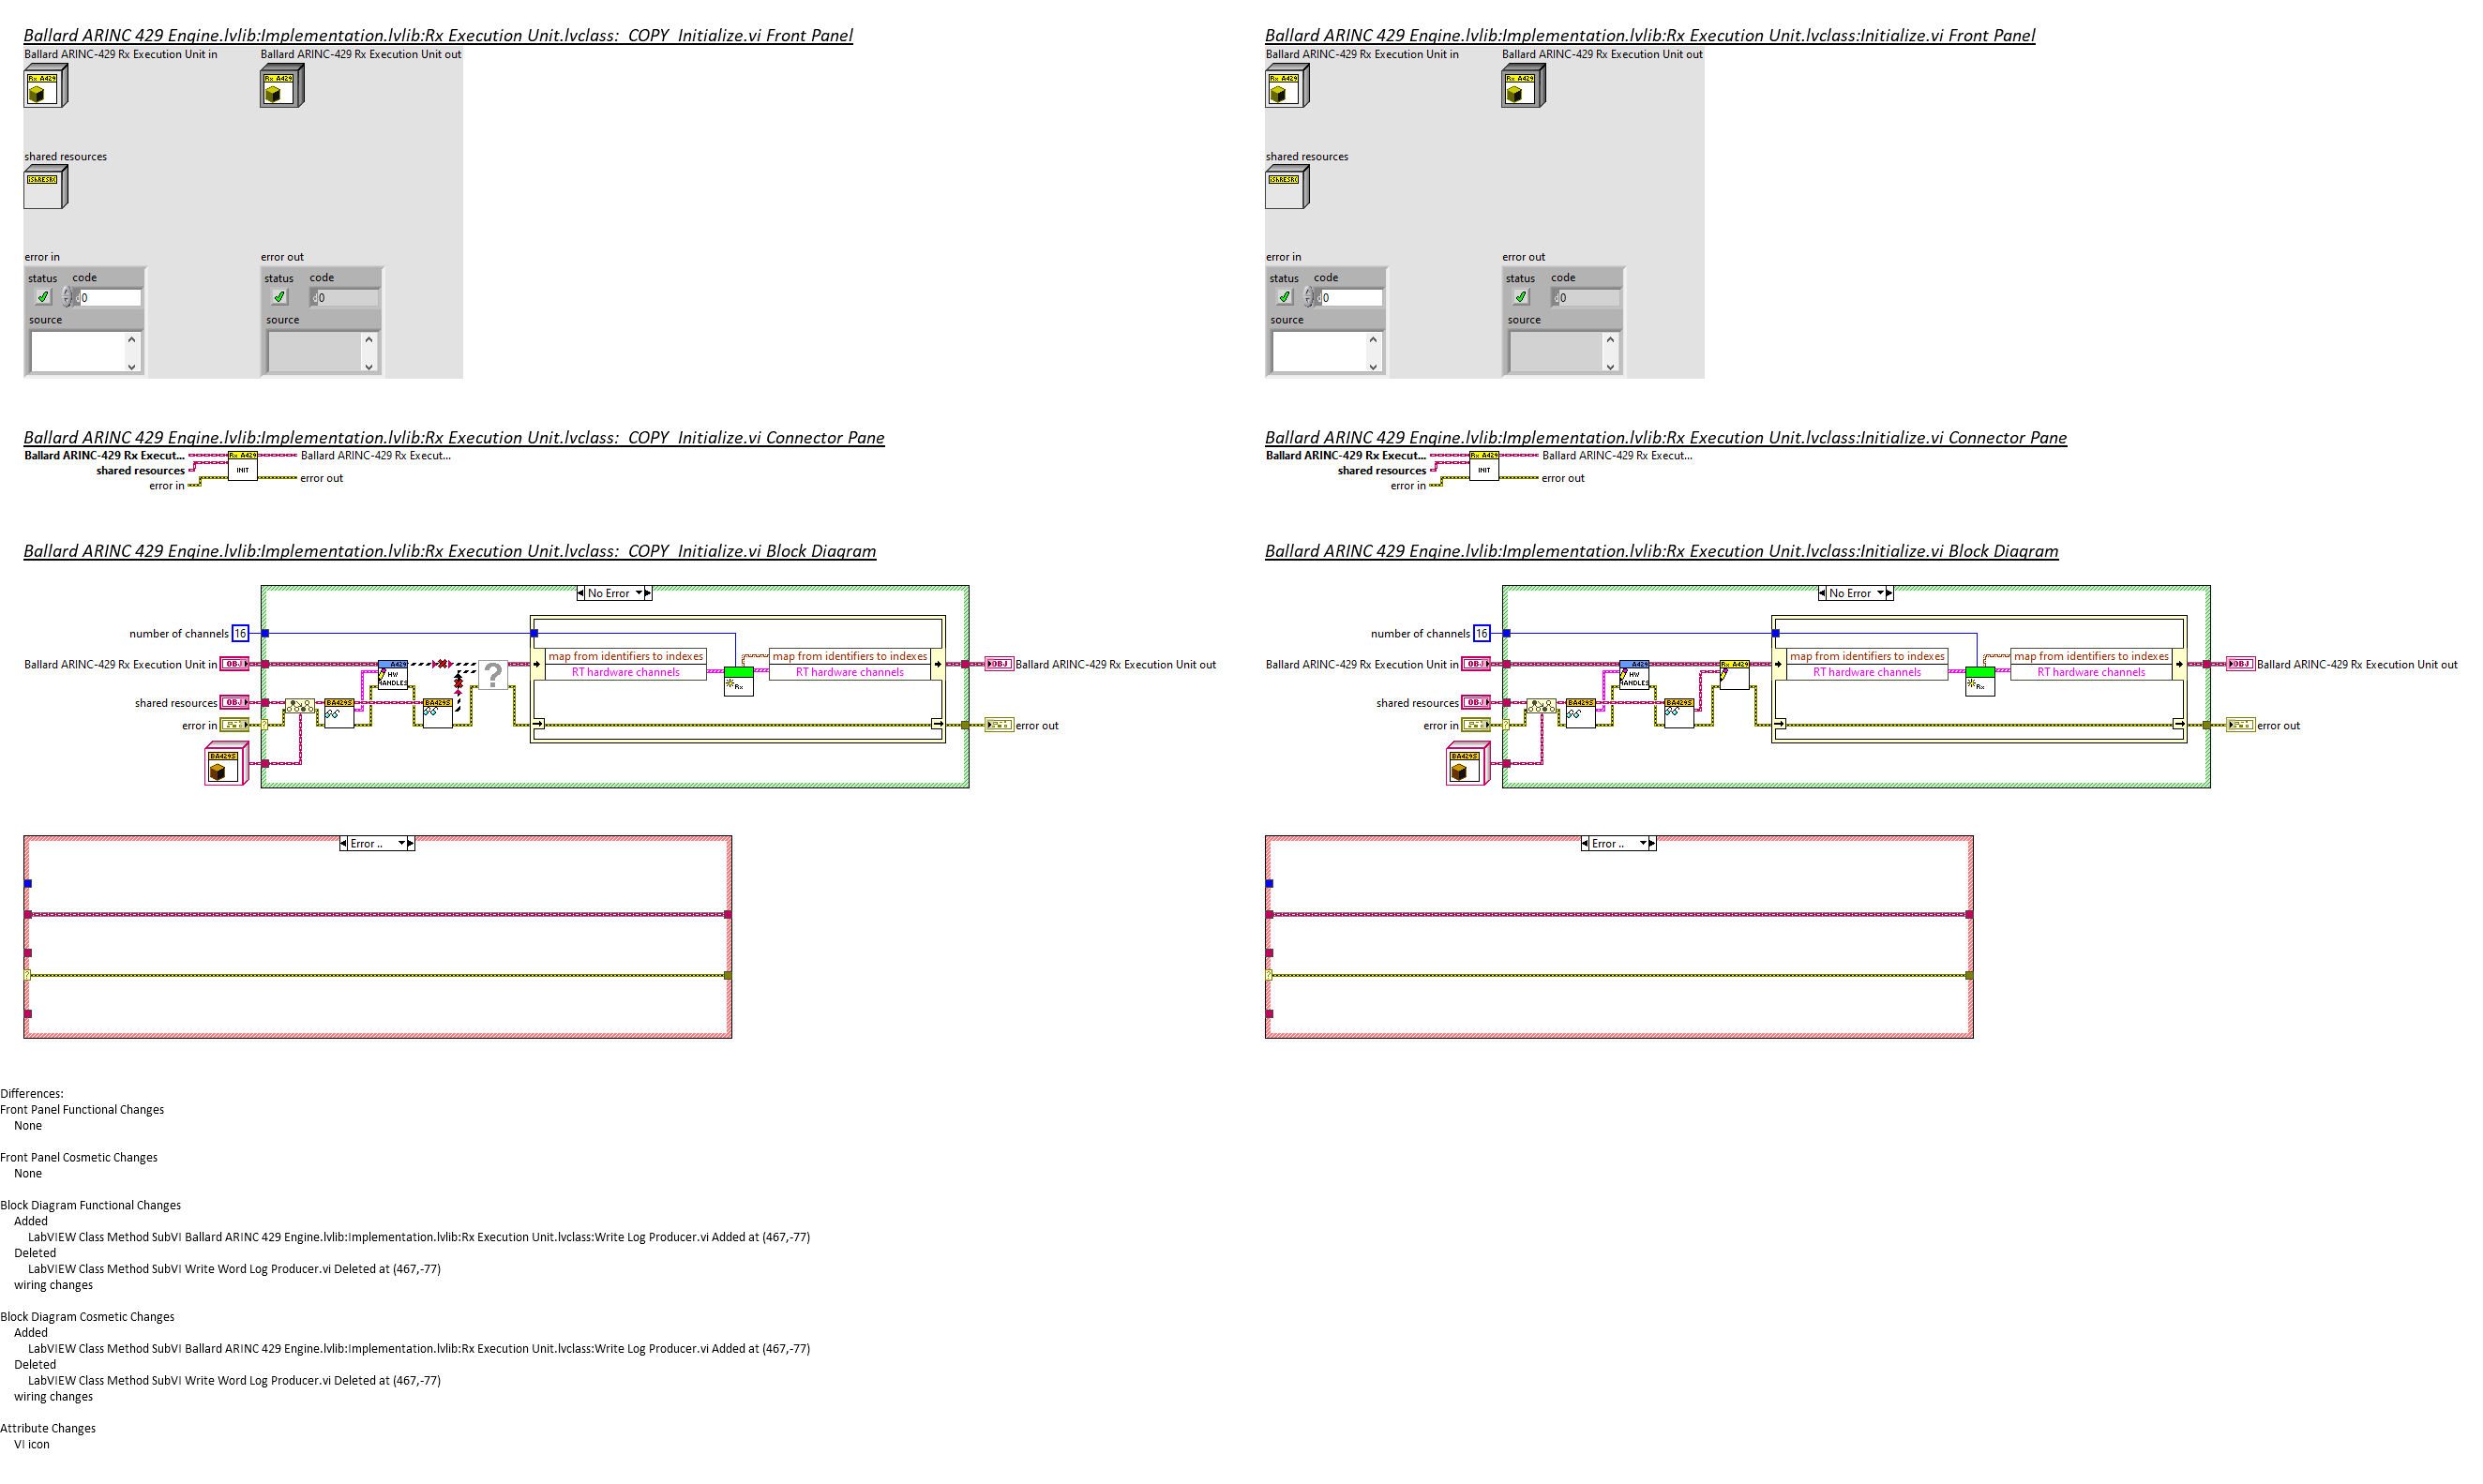 Ballard ARINC 429 Engine.lvlib:Implementation.lvlib:Rx Execution Unit.lvclass:_COPY_Initialize.vi Front Panel
Ballard ARINC-429 Rx Execution Unit in
Ballard ARINC-429 Rx Execution Unit out
Rx A429
Rx A429
shared resources
error in
error out
status code
status code
0
0
source
source
Ballard ARINC 429 Engine.lvlib:Implementation.lvlib:Rx Execution Unit.lvclass:_COPY_Initialize.vi Connector Pane
Ballard ARINC-429 Rx Execut...
Rx A429
INIT
Ballard ARINC-429 Rx Execut...
shared resources
error in
error out
Ballard ARINC 429 Engine.lvlib:Implementation.lvlib:Rx Execution Unit.lvclass:_COPY_Initialize.vi Block Diagram
No Error
number of channels 16
Ballard ARINC-429 Rx Execution Unit in
OBJ
A429
HW
HANDLES
?
map from identifiers to indexes
RT hardware channels
Rx
map from identifiers to indexes
RT hardware channels
OBJ
Ballard ARINC-429 Rx Execution Unit out
shared resources
OBJ
BA429S
BA429S
error in
error out
BA429S
Error ..
Ballard ARINC 429 Engine.lvlib:Implementation.lvlib:Rx Execution Unit.lvclass:Initialize.vi Front Panel
Ballard ARINC-429 Rx Execution Unit in
Ballard ARINC-429 Rx Execution Unit out
Rx A429
Rx A429
shared resources
error in
error out
status code
status code
0
0
source
source
Ballard ARINC 429 Engine.lvlib:Implementation.lvlib:Rx Execution Unit.lvclass:Initialize.vi Connector Pane
Ballard ARINC-429 Rx Execut...
Rx A429
INIT
Ballard ARINC-429 Rx Execut...
shared resources
error in
error out
Ballard ARINC 429 Engine.lvlib:Implementation.lvlib:Rx Execution Unit.lvclass:Initialize.vi Block Diagram
No Error
number of channels 16
Ballard ARINC-429 Rx Execution Unit in
OBJ
A429
HW
HANDLES
Rx A429
map from identifiers to indexes
RT hardware channels
Rx
map from identifiers to indexes
RT hardware channels
OBJ
Ballard ARINC-429 Rx Execution Unit out
shared resources
OBJ
BA429S
BA429S
error in
error out
BA429S
Error ..
Differences:
Front Panel Functional Changes
None
Front Panel Cosmetic Changes
None
Block Diagram Functional Changes
Added
LabVIEW Class Method SubVI Ballard ARINC 429 Engine.lvlib:Implementation.lvlib:Rx Execution Unit.lvclass:Write Log Producer.vi Added at (467,-77)
Deleted
LabVIEW Class Method SubVI Write Word Log Producer.vi Deleted at (467,-77)
wiring changes
Block Diagram Cosmetic Changes
Added
LabVIEW Class Method SubVI Ballard ARINC 429 Engine.lvlib:Implementation.lvlib:Rx Execution Unit.lvclass:Write Log Producer.vi Added at (467,-77)
Deleted
LabVIEW Class Method SubVI Write Word Log Producer.vi Deleted at (467,-77)
wiring changes
Attribute Changes
VI icon